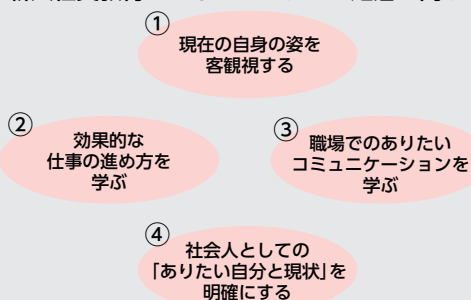 ①
現在の自身の姿を
客観視する
②
効果的な
仕事の進め方を
学ぶ
③
職場でのありたい
コミュニケーションを
学ぶ
④
社会人としての
「ありたい自分と現状」を
明確にする